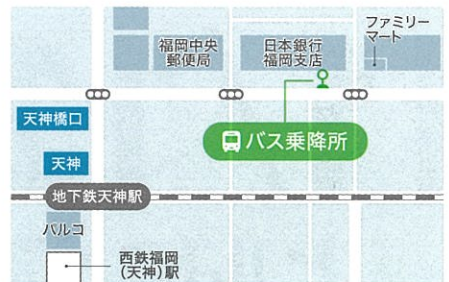 ファミリー
マート
福岡中央
郵便局
日本銀行
福岡支店
天神橋口
バス乗降所
天神
地下鉄天神駅
パルコ
西鉄福岡
(天神)駅